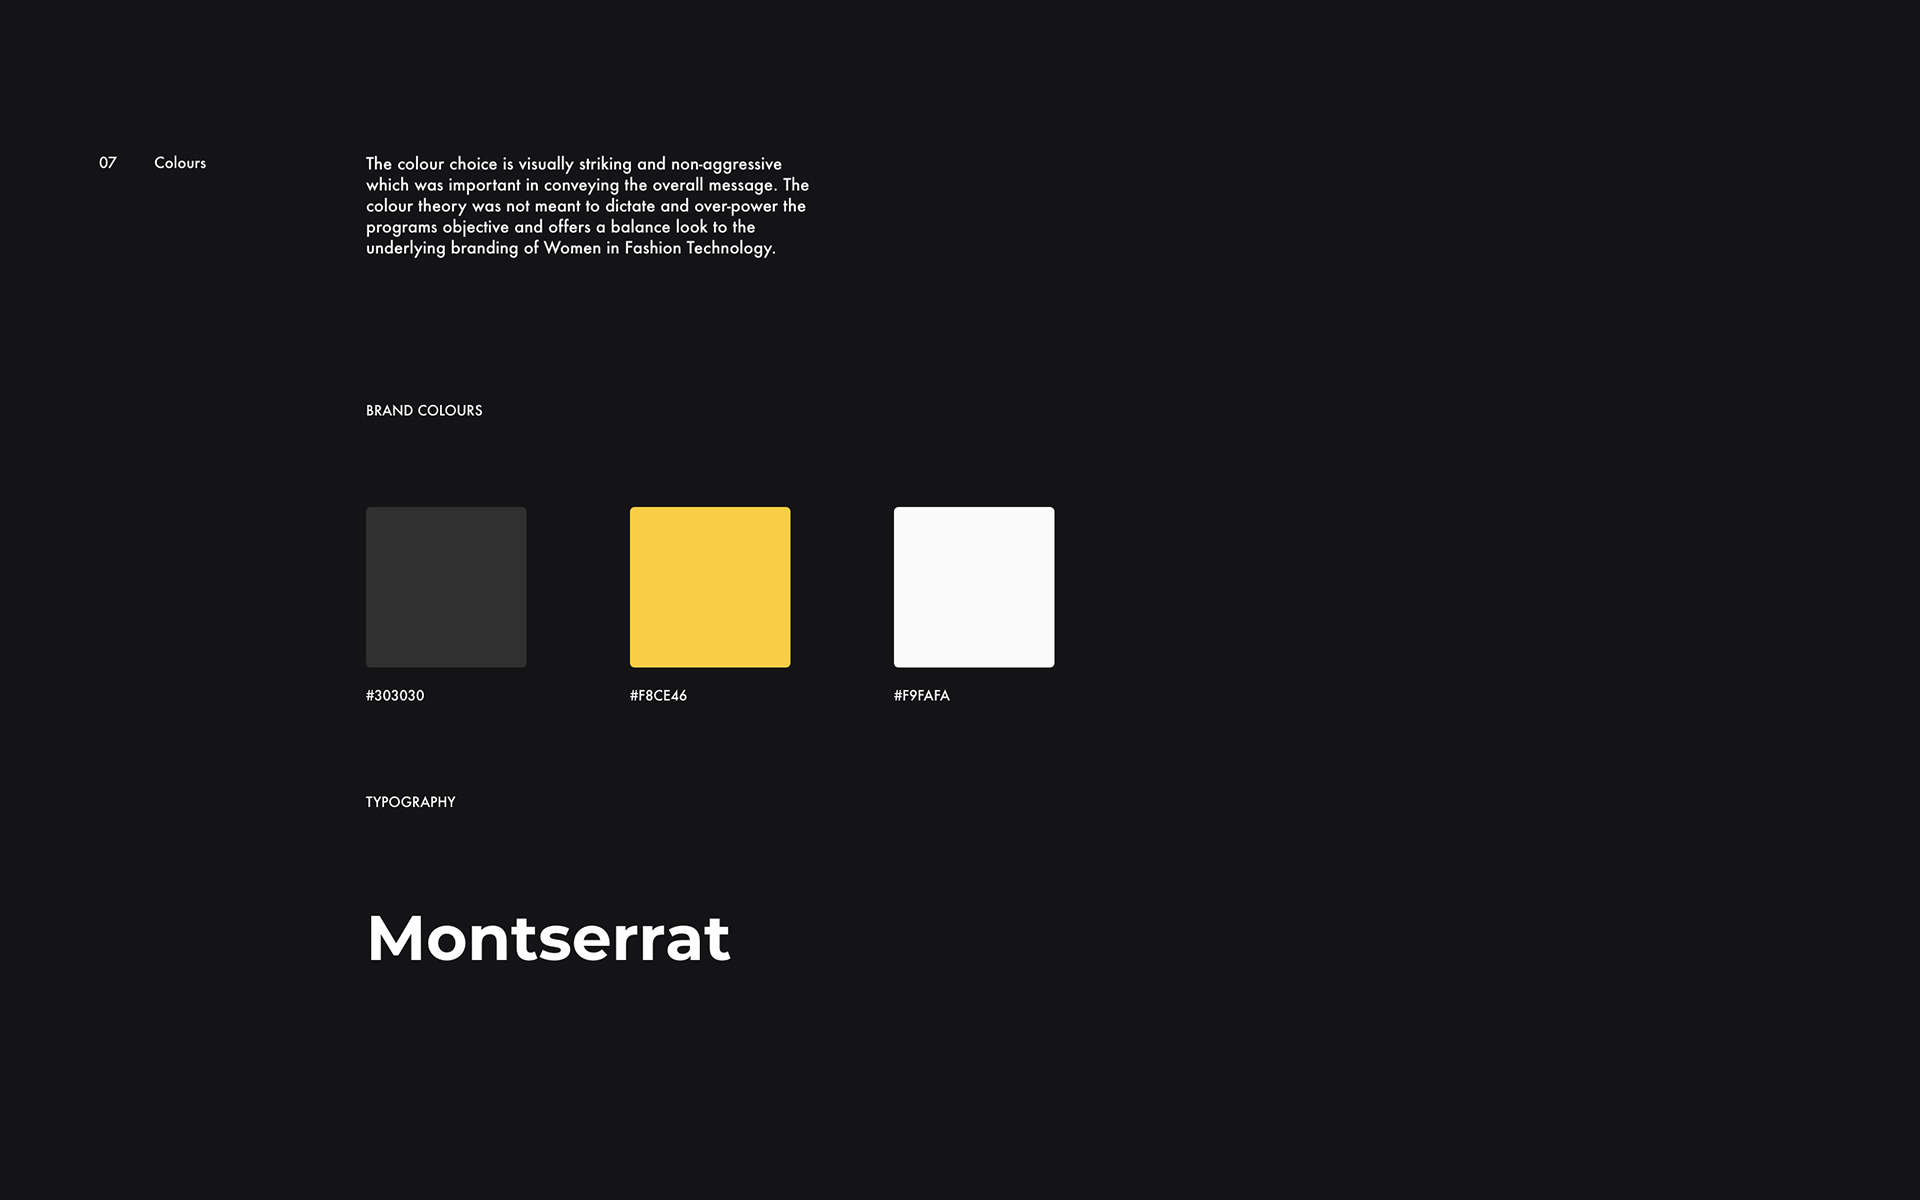 07 Colours
The colour choice is visually striking and non-aggressive
which was important in conveying the overall message. The
colour theory was not meant to dictate and over-power the
programs objective and offers a balance look to the
underlying branding of Women in Fashion Technology.
BRAND COLOURS
#303030
#F8CE46
#F9FAFA
TYPOGRAPHY
Montserrat